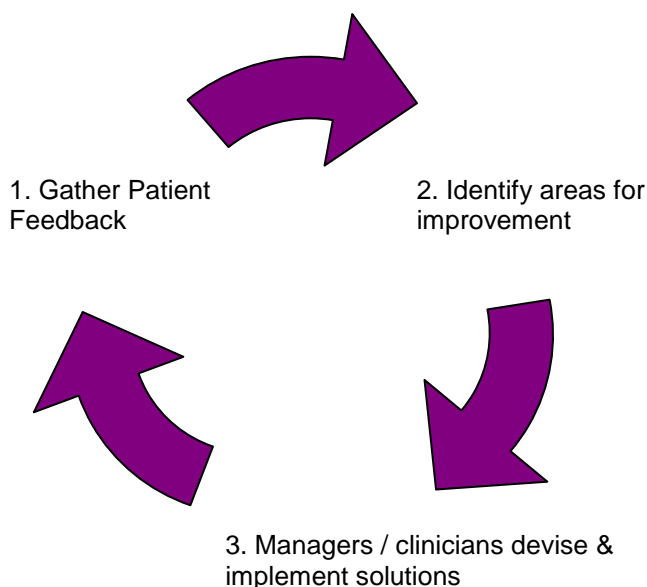 1. Gather Patient
Feedback
2. Identify areas for
improvement
3. Managers / clinicians devise &
implement solutions